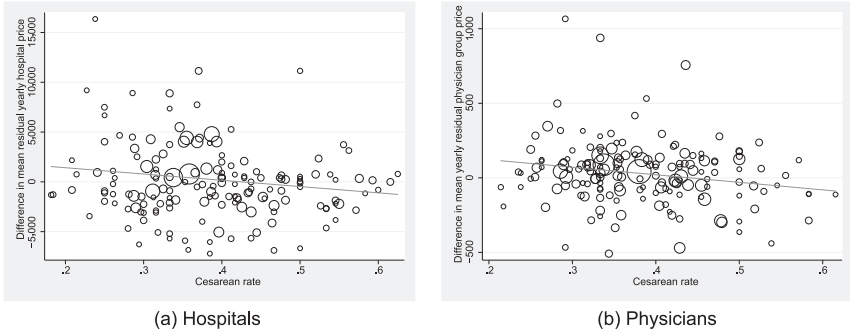 Difference in mean residual yearly hospital price
15000
10000
5000
0
-5000
.2 .3 .4 .5 .6
Cesarean rate
(a) Hospitals
Difference in mean yearly residual physician group price
1,000
500
0
-500
.2 .3 .4 .5 .6
Cesarean rate
(b) Physicians